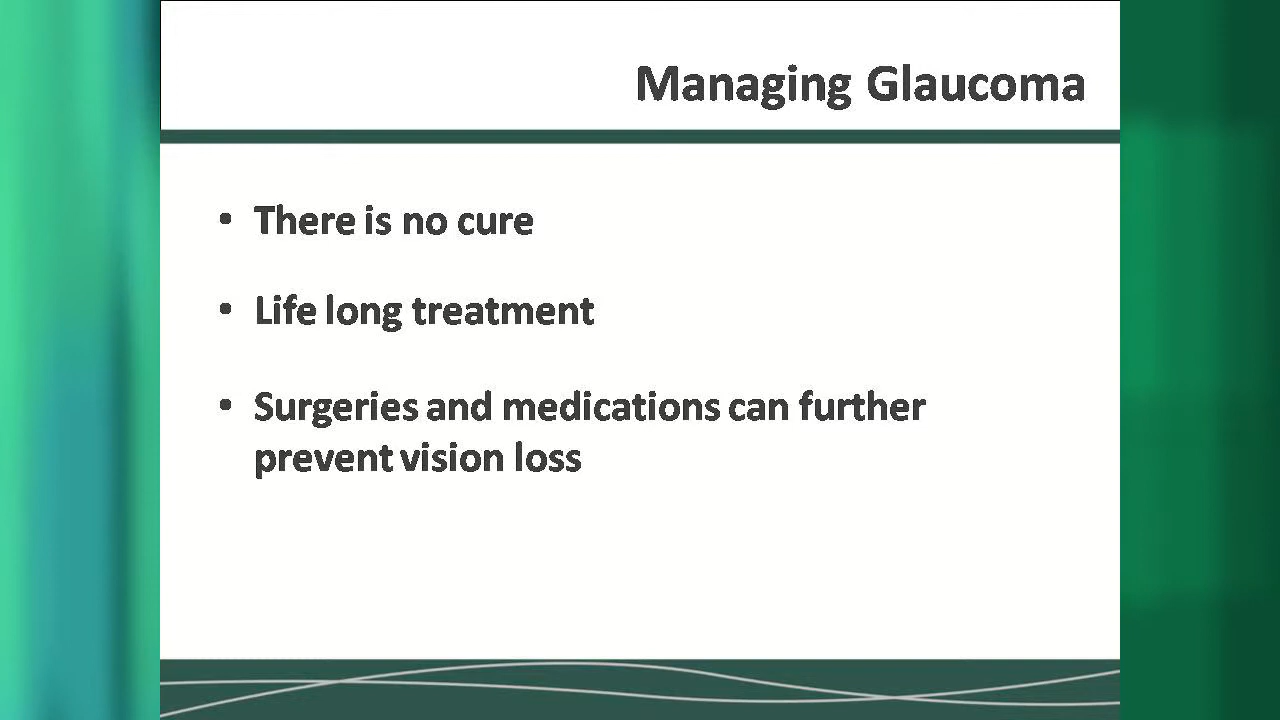 Managing Glaucoma
• There is no cure
• Life long treatment
• Surgeries and medications can further
prevent vision loss